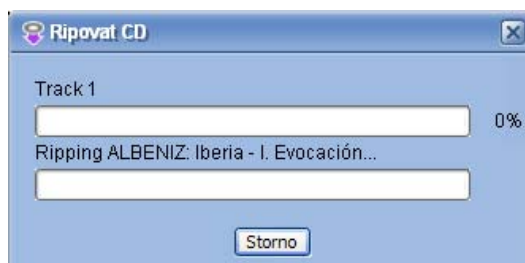 Ripovat CD
Track 1
0%
Ripping ALBENIZ: Iberia - I. Evocación...
Storno